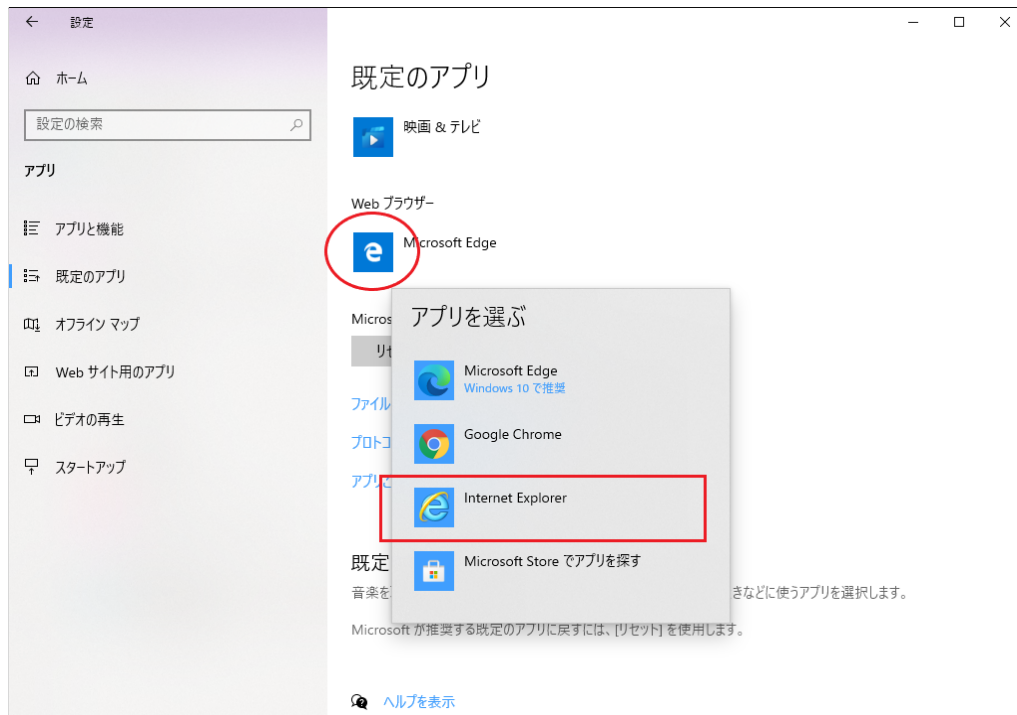 設定
ホーム
設定の検索
アプリ
アプリと機能
既定のアプリ
オフライン マップ
Web サイト用のアプリ
ビデオの再生
スタートアップ
既定のアプリ
映画 & テレビ
Web ブラウザー
Microsoft Edge
Micros
リセ
ファイル
プロトコ
アプリご
アプリを選ぶ
Microsoft Edge
Windows 10 で推奨
Google Chrome
Internet Explorer
Microsoft Store でアプリを探す
既定
音楽を きなどに使うアプリを選択します。
Microsoft が推奨する既定のアプリに戻すには、[リセット] を使用します。
ヘルプを表示